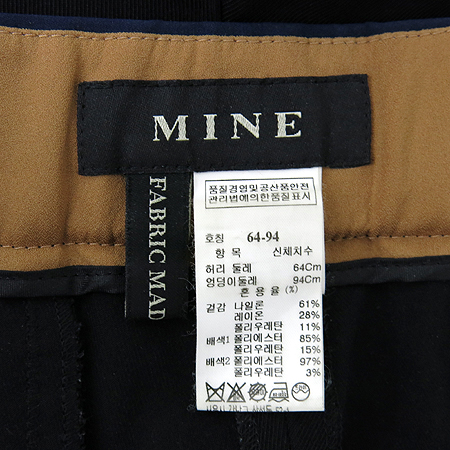 MINE
FABRIC MAD
품질경영및공산품안전
관리법에의한품질표시
호칭 64-94
항 목 신체치수
허리 둘레 64Cm
엉덩이둘레 94Cm
혼 용 율 (%)
겉감 나일론 61%
레이온 28%
폴리우레탄 11%
배색1 폴리에스터 85%
폴리우레탄 15%
배색2 폴리에스터 97%
폴리우레탄 3%